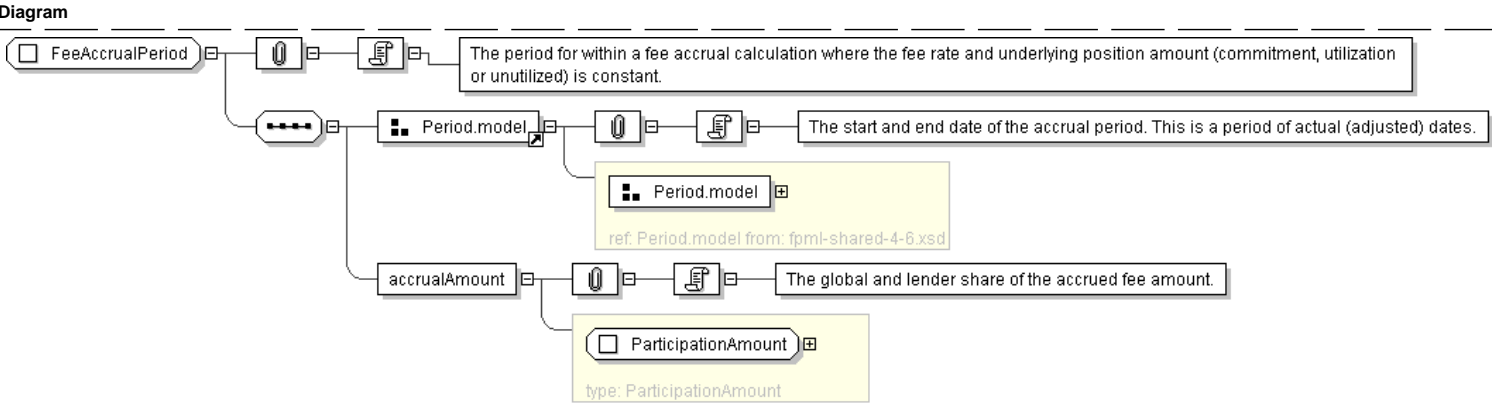 Diagram
FeeAccrualPeriod
The period for within a fee accrual calculation where the fee rate and underlying position amount (commitment, utilization
or unutilized) is constant.
Period.model
The start and end date of the accrual period. This is a period of actual (adjusted) dates.
Period.model
ref: Period.model from: fpml-shared-4-6.xsd
accrualAmount
The global and lender share of the accrued fee amount.
ParticipationAmount
type: ParticipationAmount